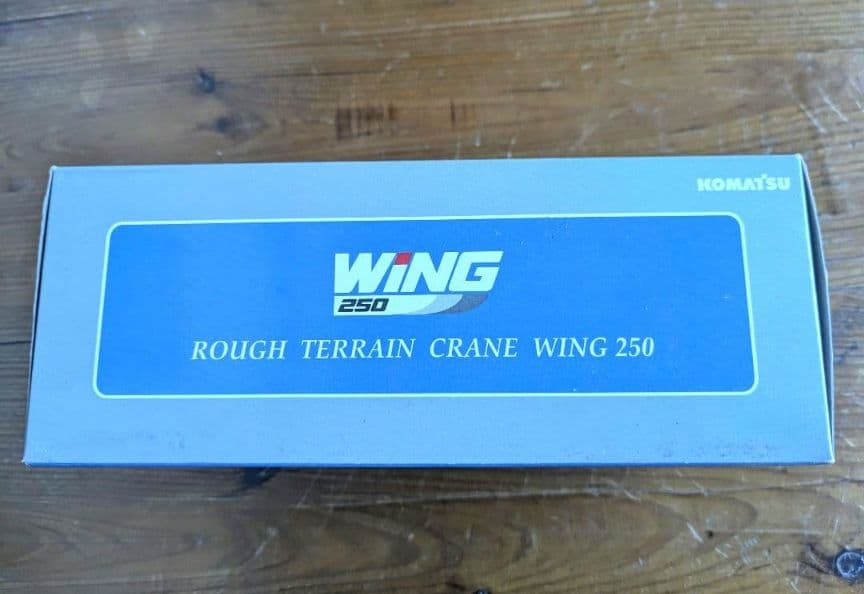 KOMATSU
WiNG
250
ROUGH TERRAIN CRANE WING 250